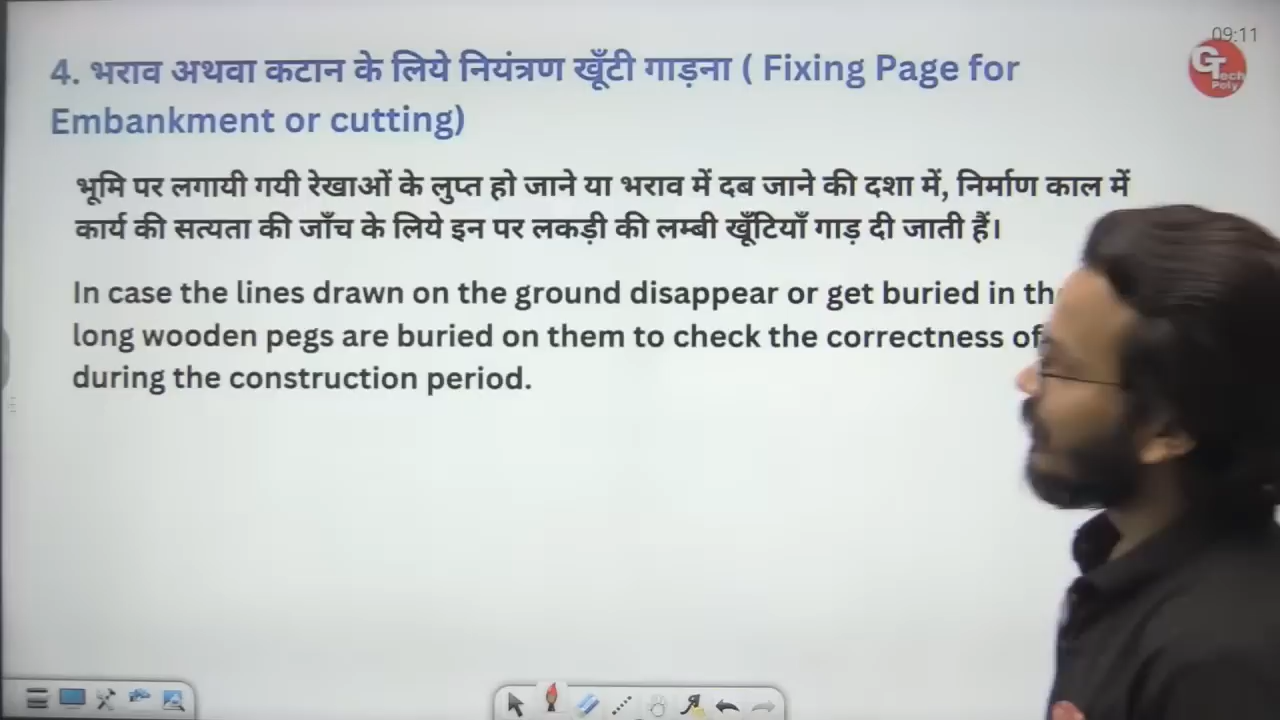 09:11
GTech
Poly
4. भराव अथवा कटान के लिये नियंत्रण खूँटी गाड़ना ( Fixing Page for
Embankment or cutting)
भूमि पर लगायी गयी रेखाओं के लुप्त हो जाने या भराव में दब जाने की दशा में, निर्माण काल में
कार्य की सत्यता की जाँच के लिये इन पर लकड़ी की लम्बी खूँटियाँ गाड़ दी जाती हैं।
In case the lines drawn on the ground disappear or get buried in
long wooden pegs are buried on them to check the correctness of
during the construction period.